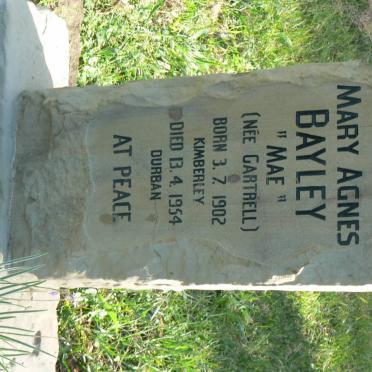 MARY AGNES
BAYLEY
"MAE"
(NÉE GARTRELL)
BORN 3. 7. 1902
KIMBERLEY
DIED 13. 4. 1954
DURBAN
AT PEACE